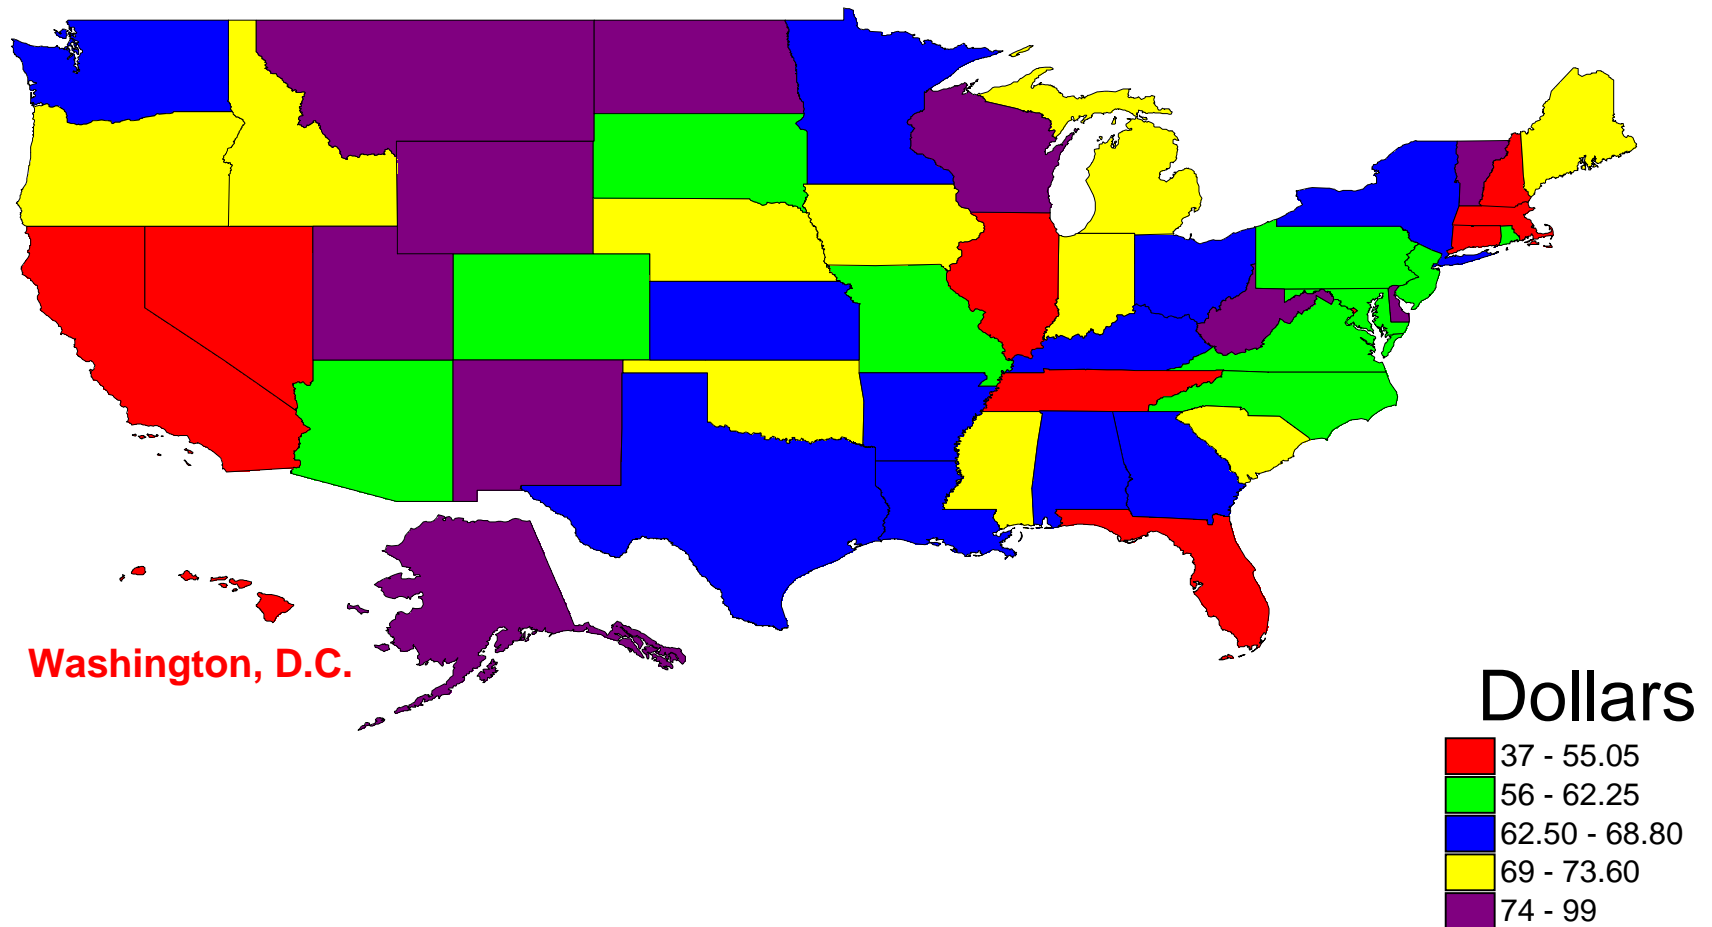 Washington, D.C.
Dollars
37 - 55.05
56 - 62.25
62.50 - 68.80
69 - 73.60
74 - 99